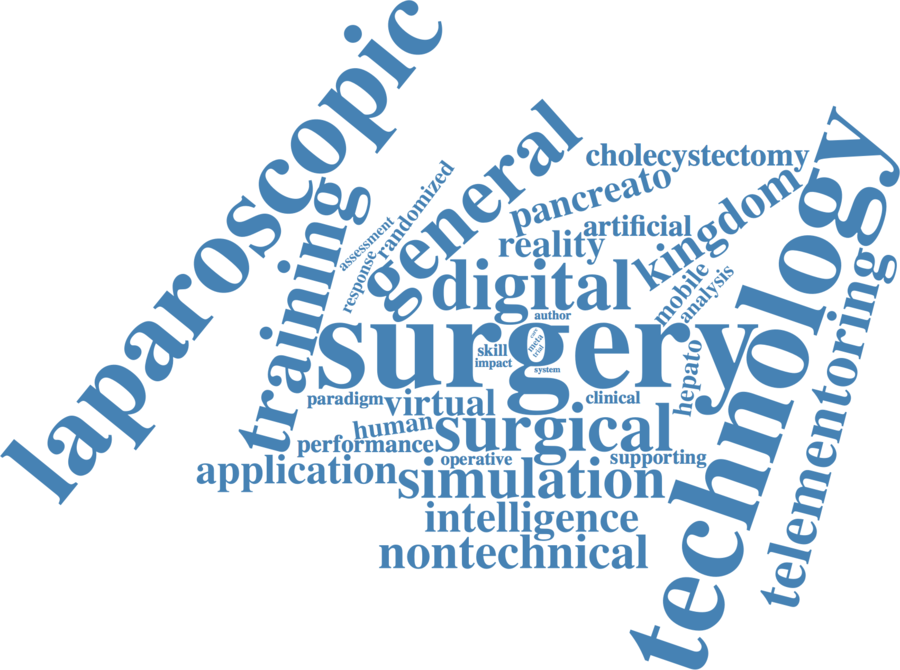 laparoscopic
general
cholecystectomy
technology
randomized
pancreato
kingdom
assessment
response
training
artificial
reality
digital
mobile
analysis
telementoring
author
surgery
skill
meta
trial
impact
system
hepato
paradigm
virtual
clinical
human
surgical
performance
operative
supporting
application
simulation
intelligence
nontechnical